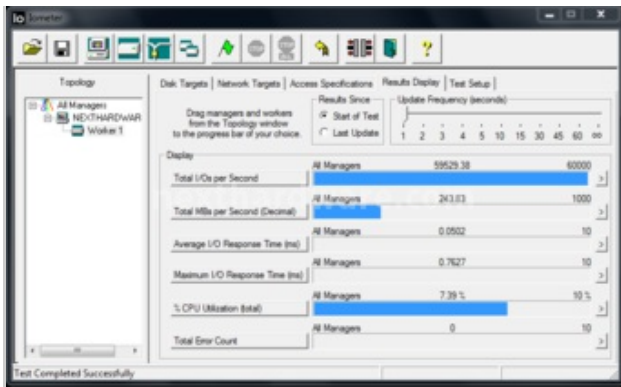 Iometer
Topology
All Managers
NEXTHARDWAR
Worker 1
Disk Targets
Network Targets
Access Specifications
Results Display
Test Setup
Drag managers and workers
from the Topology window
to the progress bar of your choice.
Results Since
Start of Test
Last Update
Update Frequency (seconds)
1 2 3 4 5 10 15 30 45 60 ∞
Display
Total I/Os per Second
All Managers 59529.38 60000
Total MBs per Second (Decimal)
All Managers 243.83 1000
Average I/O Response Time (ms)
All Managers 0.0502 10
Maximum I/O Response Time (ms)
All Managers 0.7627 10
% CPU Utilization (total)
All Managers 7.39 % 10 %
Total Error Count
All Managers 0 10
Test Completed Successfully